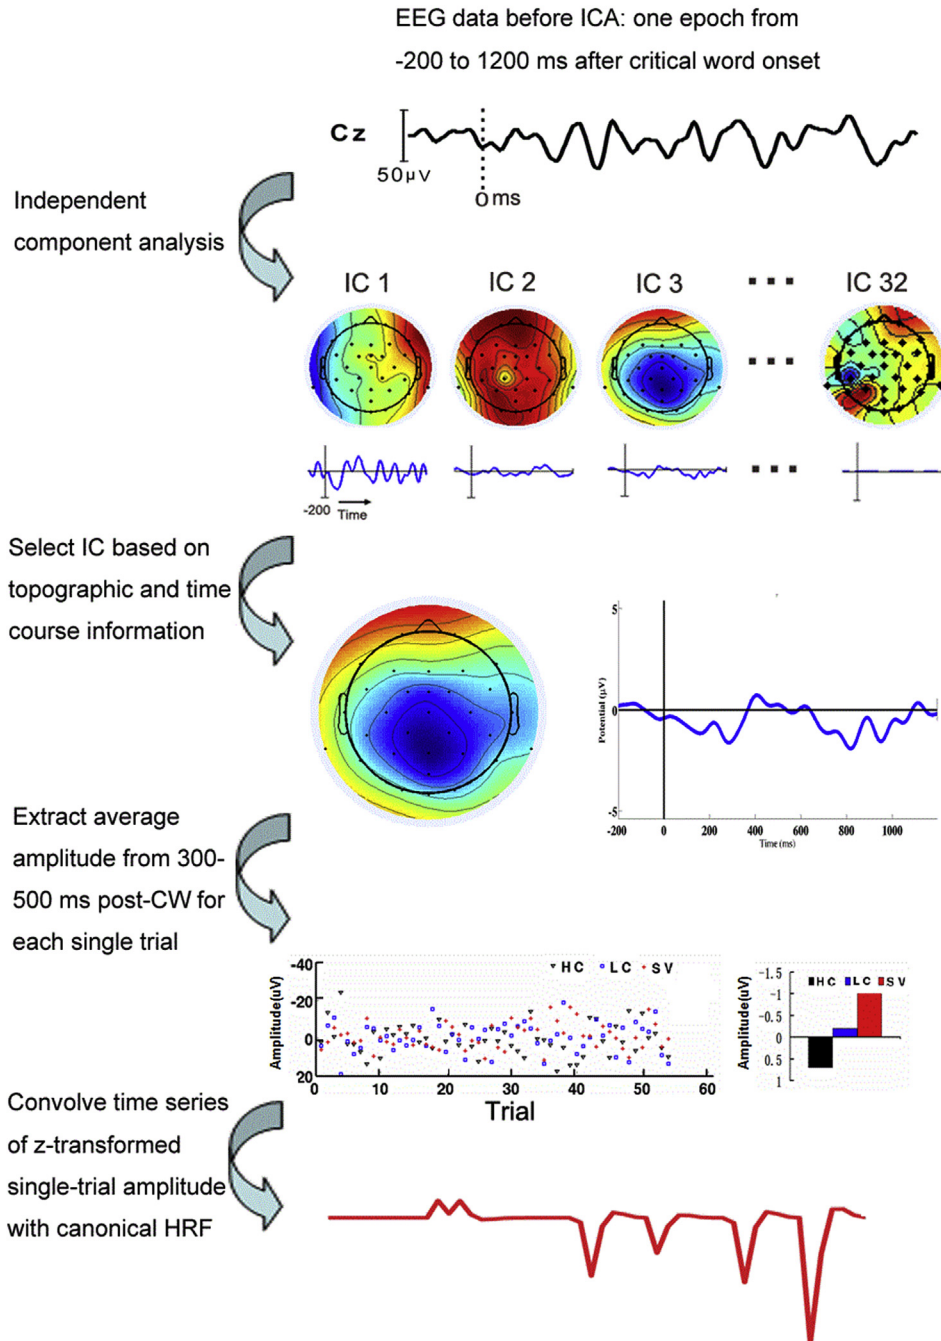 EEG data before ICA: one epoch from
-200 to 1200 ms after critical word onset
Cz
50μV
0 ms
Independent
component analysis
IC 1 IC 2 IC 3 ▪ ▪ ▪ IC 32
▪ ▪ ▪
▪ ▪ ▪
-200 Time
Select IC based on
topographic and time
course information
5
0
-5
Potential (μV)
-200 0 200 400 600 800 1000
Time (ms)
Extract average
amplitude from 300-
500 ms post-CW for
each single trial
-40
-20
0
20
Amplitude(uV)
HC LC SV
0 10 20 30 40 50 60
Trial
-1.5
-1
-0.5
0
0.5
1
Amplitude(uV)
HC LC SV
Convolve time series
of z-transformed
single-trial amplitude
with canonical HRF